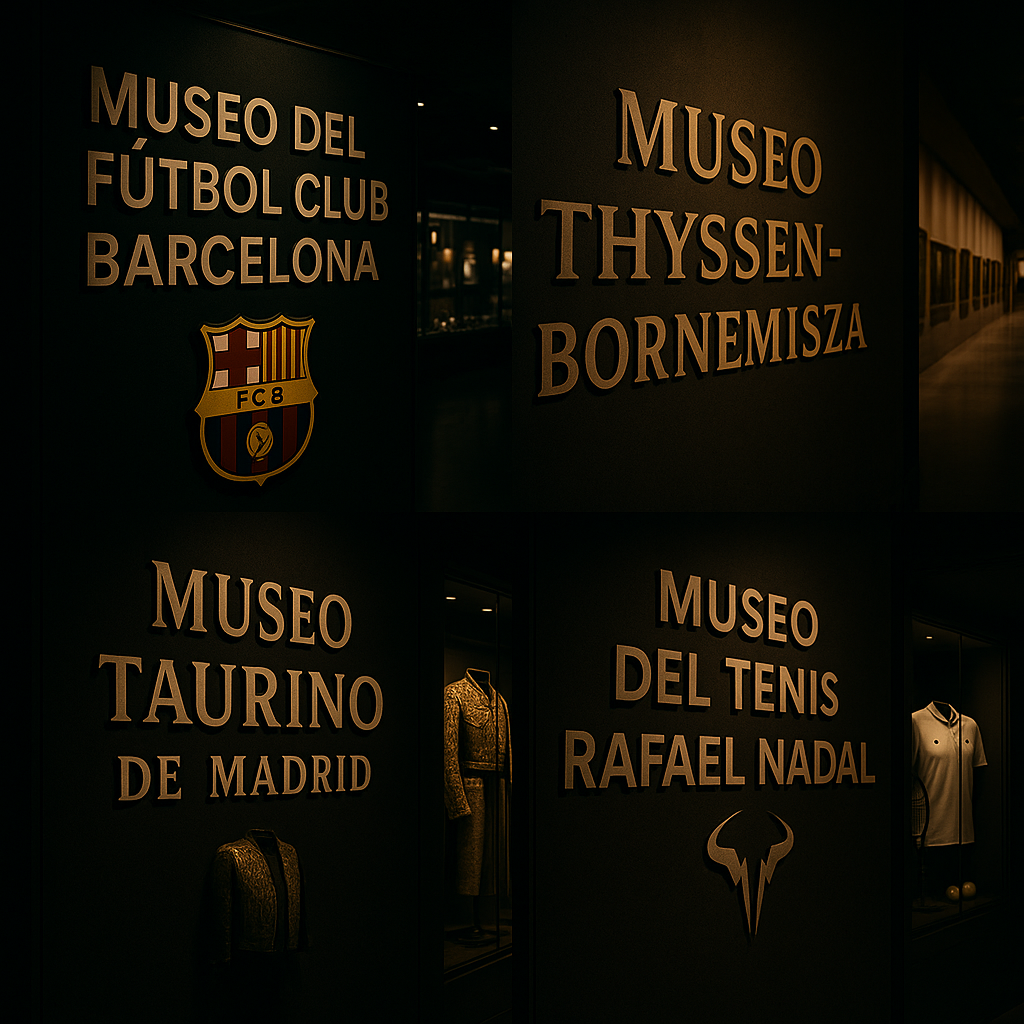 MUSEO DEL
FÚTBOL CLUB
BARCELONA
FC8
MUSEO
THYSSEN-
BORNEMISZA
MUSEO
TAURINO
DE MADRID
MUSEO
DEL TENIS
RAFAEL NADAL